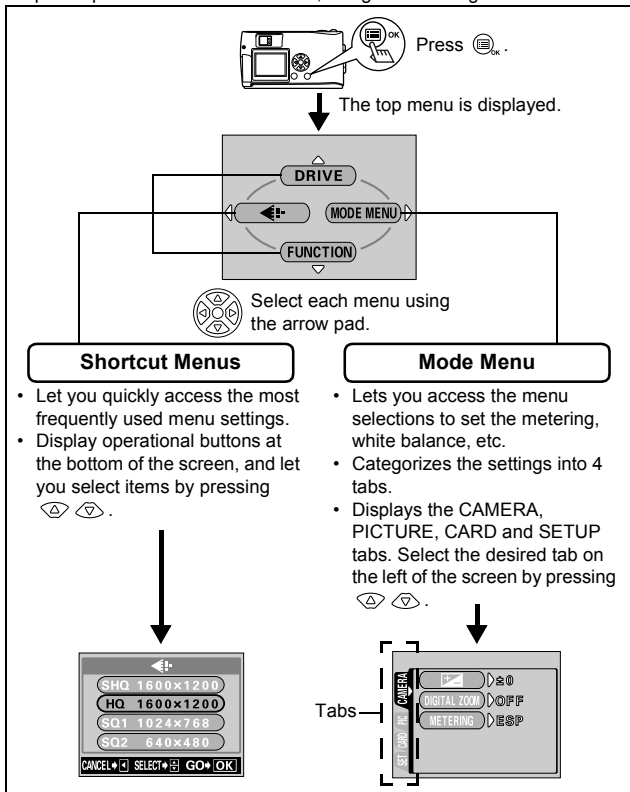 OK
Press OK.
The top menu is displayed.
DRIVE
MODE MENU
FUNCTION
Select each menu using
the arrow pad.
Shortcut Menus
• Let you quickly access the most
frequently used menu settings.
• Display operational buttons at
the bottom of the screen, and let
you select items by pressing
.
Mode Menu
• Lets you access the menu
selections to set the metering,
white balance, etc.
• Categorizes the settings into 4
tabs.
• Displays the CAMERA,
PICTURE, CARD and SETUP
tabs. Select the desired tab on
the left of the screen by pressing
.
SHQ 1600×1200
HQ 1600×1200
SQ1 1024×768
SQ2 640×480
CANCEL SELECT GO OK
Tabs
CAMERA
PIC
CARD
SET
±0
DIGITAL ZOOM OFF
METERING ESP